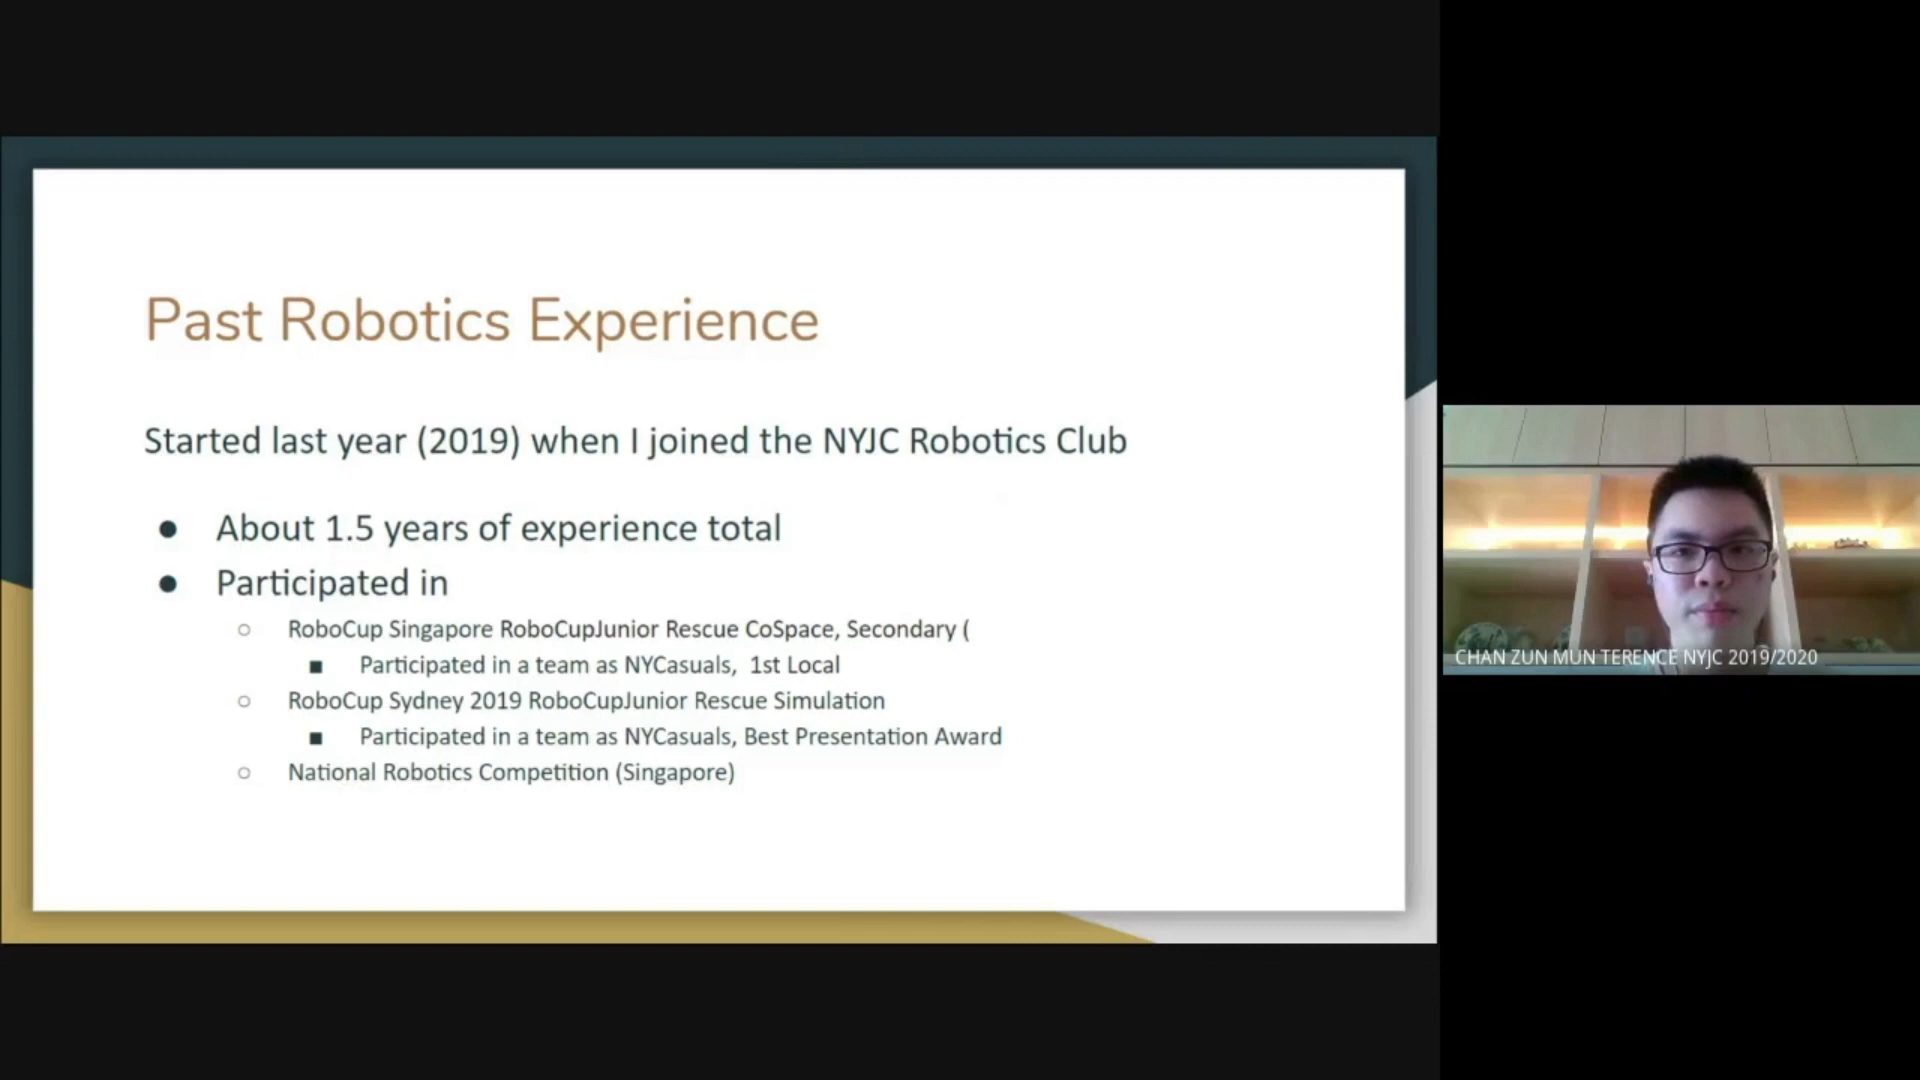 Past Robotics Experience
Started last year (2019) when I joined the NYJC Robotics Club
● About 1.5 years of experience total
● Participated in
○ RoboCup Singapore RoboCupJunior Rescue CoSpace, Secondary (
■ Participated in a team as NYCasuals, 1st Local
○ RoboCup Sydney 2019 RoboCupJunior Rescue Simulation
■ Participated in a team as NYCasuals, Best Presentation Award
○ National Robotics Competition (Singapore)
CHAN ZUN MUN TERENCE NYJC 2019/2020